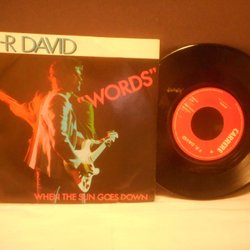 -R DAVID
"WORDS"
WHEN THE SUN GOES DOWN
CARRERE